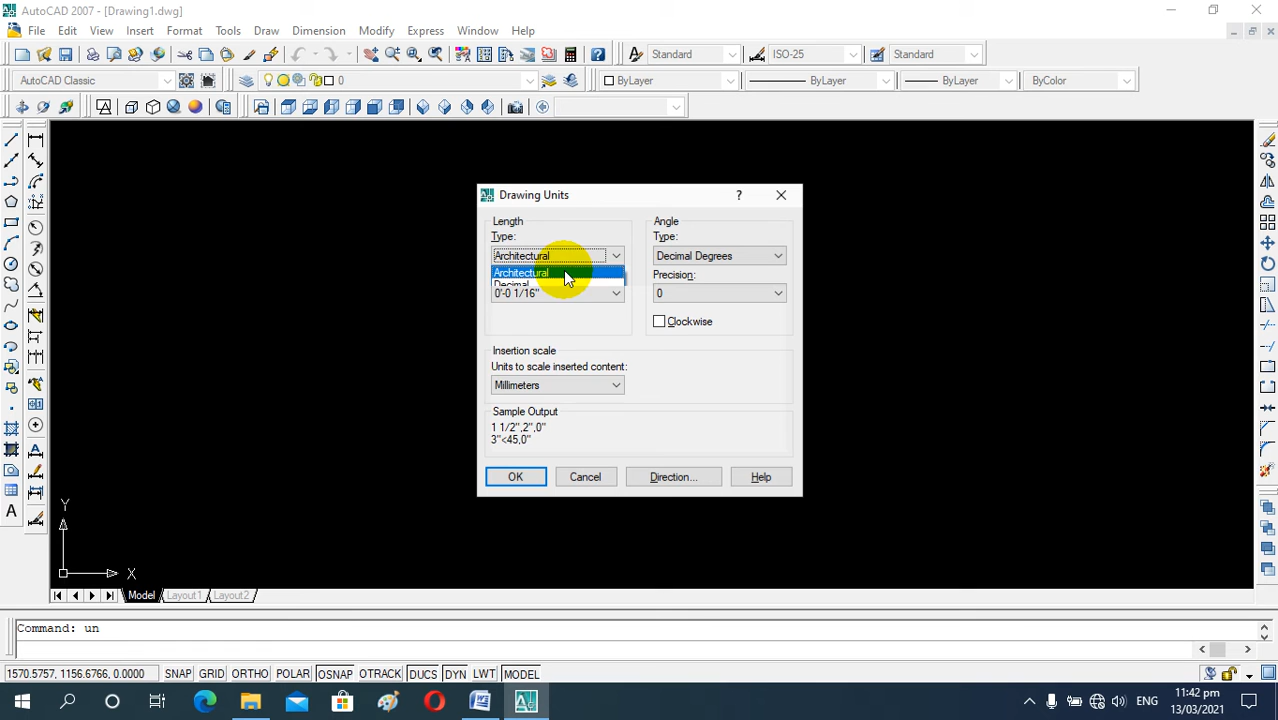 AutoCAD 2007 - [Drawing1.dwg]
File Edit View Insert Format Tools Draw Dimension Modify Express Window Help
Standard ISO-25 Standard
AutoCAD Classic 0 ByLayer ByLayer ByLayer ByColor
Drawing Units
Length
Type:
Architectural
Architectural
Decimal
0'-0 1/16"
Angle
Type:
Decimal Degrees
Precision:
0
Clockwise
Insertion scale
Units to scale inserted content:
Millimeters
Sample Output
1 1/2",2",0"
3"<45,0"
OK Cancel Direction... Help
Y
X
Model Layout1 Layout2
Command: un
1570.5757, 1156.6766, 0.0000 SNAP GRID ORTHO POLAR OSNAP OTRACK DUCS DYN LWT MODEL
ENG
11:42 pm
13/03/2021